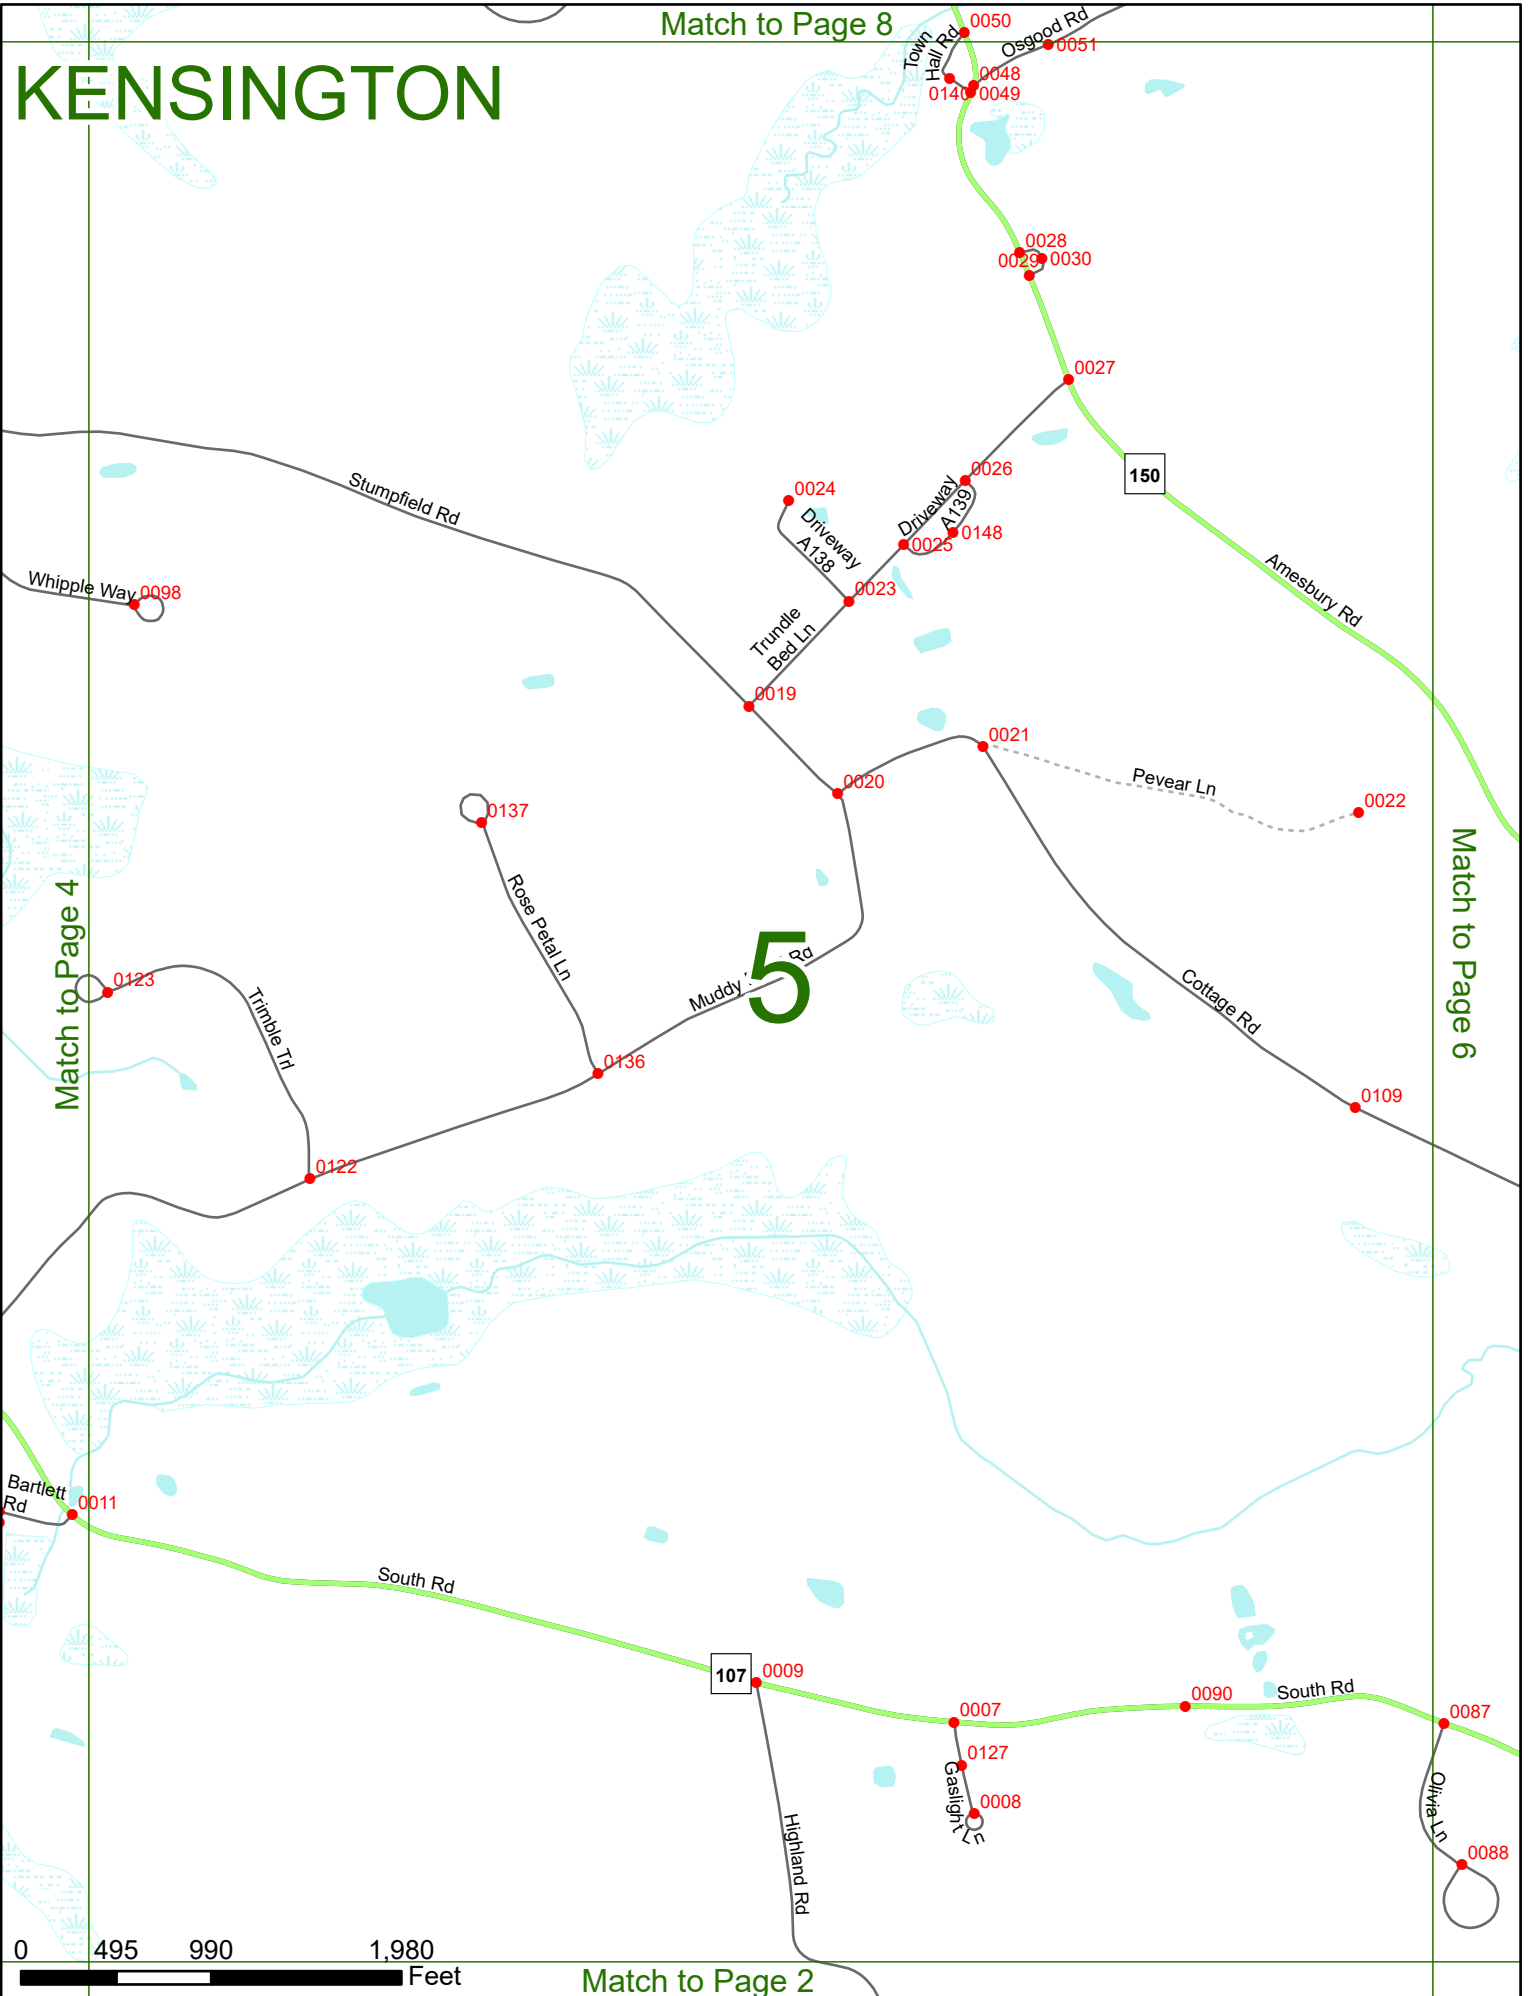 Match to Page 8
KENSINGTON
0050
Osgood Rd
0051
Town
Hall Rd
0048
0140
0049
0028
0029
0030
0027
150
Amesbury Rd
Stumpfield Rd
0026
0024
Driveway
A139
Driveway
A138
0148
0025
0023
Whipple Way
0098
Trundle
Bed Ln
0019
0021
Pevear Ln
0022
0020
0137
Rose Petal Ln
Match to Page 4
Match to Page 6
5
Muddy Rd
0123
Trimble Trl
Cottage Rd
0136
0109
0122
Bartlett
Rd
0011
South Rd
107
0009
0007
0090
South Rd
0087
0127
Gaslight Ln
0008
Highland Rd
Olivia Ln
0088
0 495 990 1,980
Feet
Match to Page 2